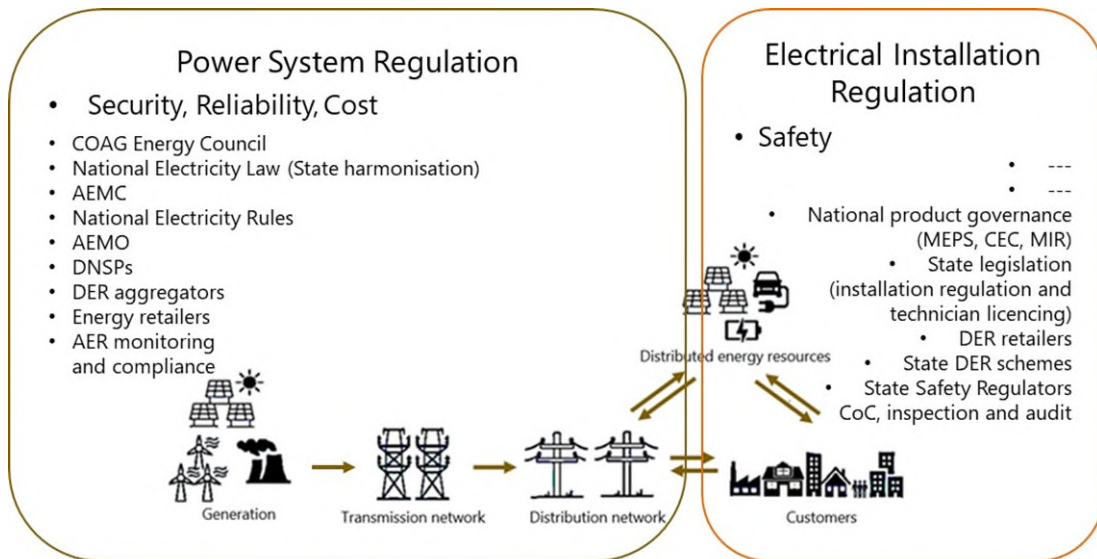 Power System Regulation
• Security, Reliability, Cost
• COAG Energy Council
• National Electricity Law (State harmonisation)
• AEMC
• National Electricity Rules
• AEMO
• DNSPs
• DER aggregators
• Energy retailers
• AER monitoring
and compliance
Generation
Transmission network
Distribution network
Electrical Installation
Regulation
• Safety
• ---
• ---
• National product governance
(MEPS, CEC, MIR)
• State legislation
(installation regulation and
technician licencing)
• DER retailers
• State DER schemes
• State Safety Regulators
CoC, inspection and audit
Distributed energy resources
Customers